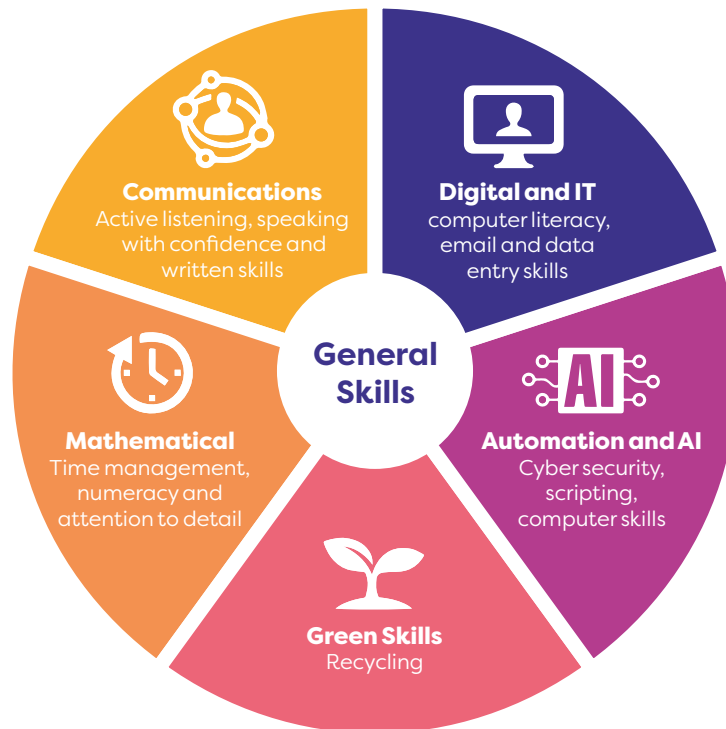 Communications
Active listening, speaking
with confidence and
written skills
Digital and IT
computer literacy,
email and data
entry skills
General
Skills
Mathematical
Time management,
numeracy and
attention to detail
AI
Automation and AI
Cyber security,
scripting,
computer skills
Green Skills
Recycling